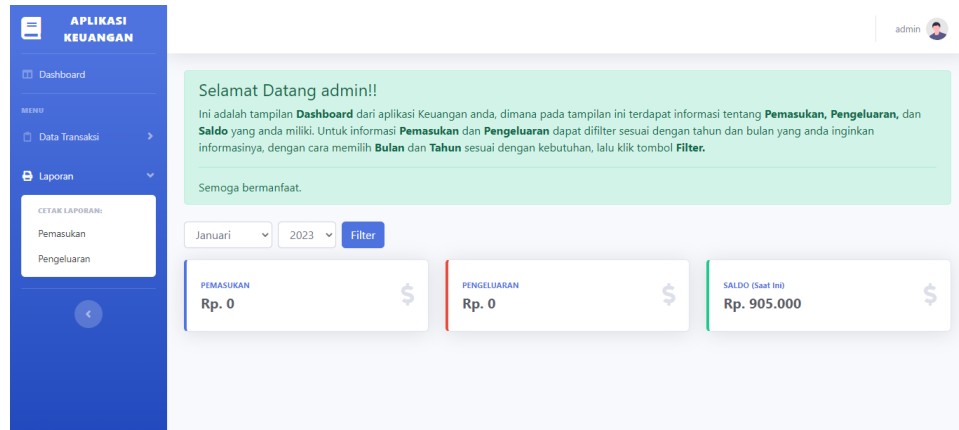 APLIKASI
KEUANGAN
admin
Dashboard
MENU
Data Transaksi
Laporan
CETAK LAPORAN:
Pemasukan
Pengeluaran
Selamat Datang admin!!
Ini adalah tampilan Dashboard dari aplikasi Keuangan anda, dimana pada tampilan ini terdapat informasi tentang Pemasukan, Pengeluaran, dan
Saldo yang anda miliki. Untuk informasi Pemasukan dan Pengeluaran dapat difilter sesuai dengan tahun dan bulan yang anda inginkan
informasinya, dengan cara memilih Bulan dan Tahun sesuai dengan kebutuhan, lalu klik tombol Filter.
Semoga bermanfaat.
Januari 2023 Filter
PEMASUKAN
Rp. 0
PENGELUARAN
Rp. 0
SALDO (Saat Ini)
Rp. 905.000